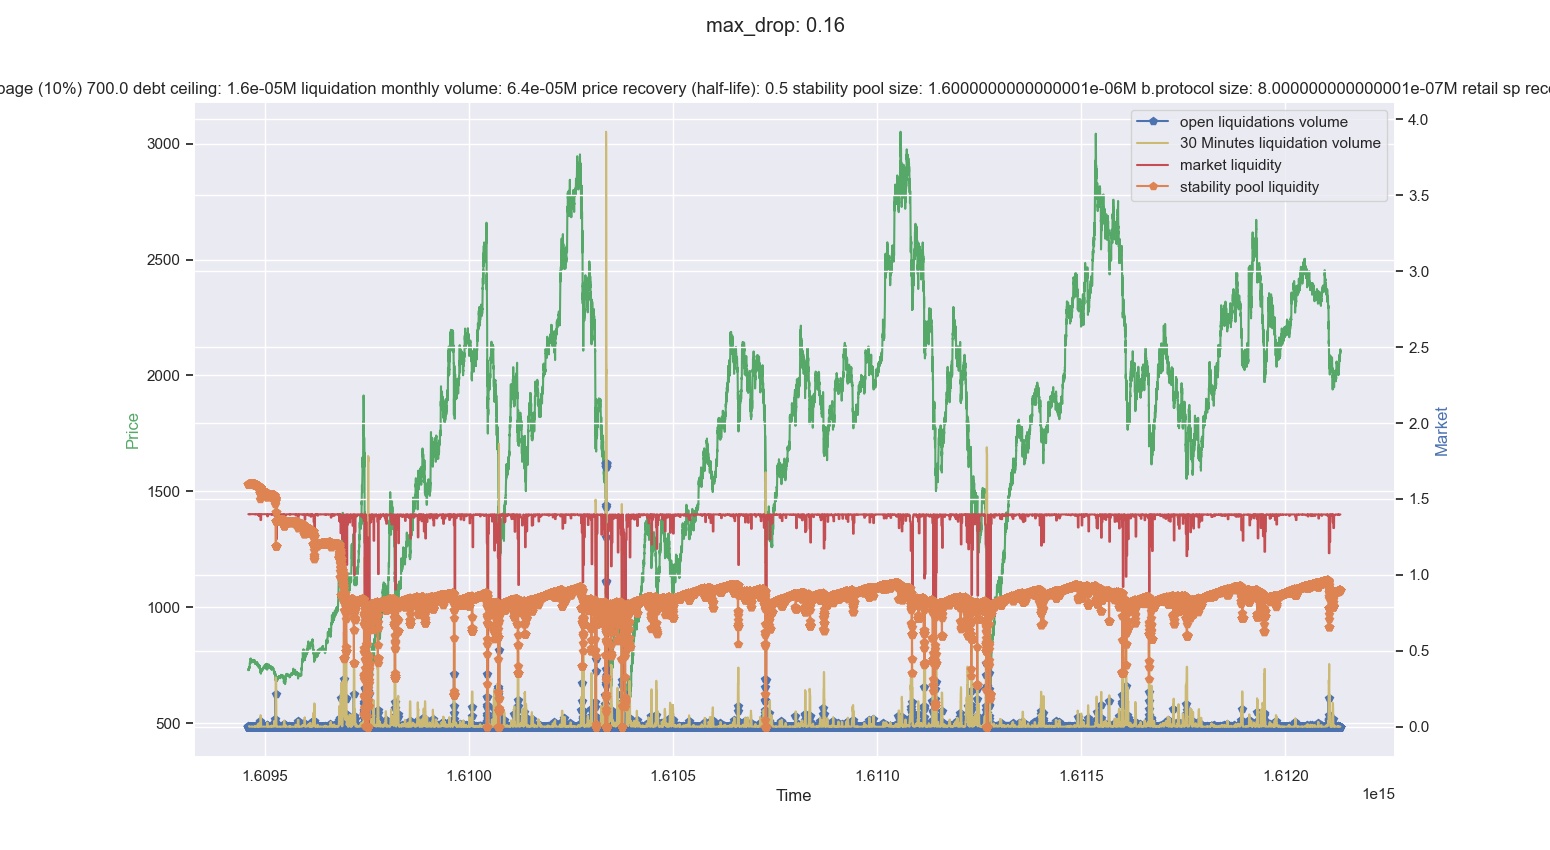 max_drop: 0.16
(10%) 700.0 debt ceiling: 1.6e-05M liquidation monthly volume: 6.4e-05M price recovery (half-life): 0.5 stability pool size: 1.6000000000000001e-06M b.protocol size: 8.000000000000001e-07M retail sp
open liquidations volume
30 Minutes liquidation volume
market liquidity
stability pool liquidity
3000
2500
2000
1500
1000
500
Price
4.0
3.5
3.0
2.5
2.0
1.5
1.0
0.5
0.0
Market
1.6095 1.6100 1.6105 1.6110 1.6115 1.6120
1e15
Time